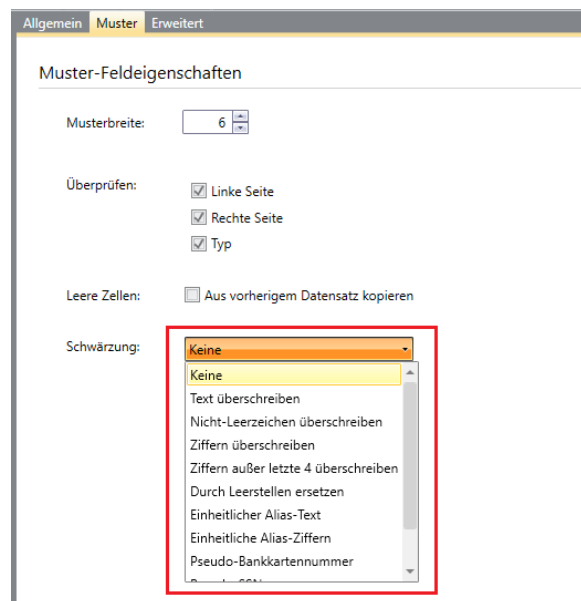 Allgemein Muster Erweitert
Muster-Feldeigenschaften
Musterbreite: 6
Überprüfen: Linke Seite
Rechte Seite
Typ
Leere Zellen: Aus vorherigem Datensatz kopieren
Schwärzung: Keine
Keine
Text überschreiben
Nicht-Leerzeichen überschreiben
Ziffern überschreiben
Ziffern außer letzte 4 überschreiben
Durch Leerstellen ersetzen
Einheitlicher Alias-Text
Einheitliche Alias-Ziffern
Pseudo-Bankkartennummer